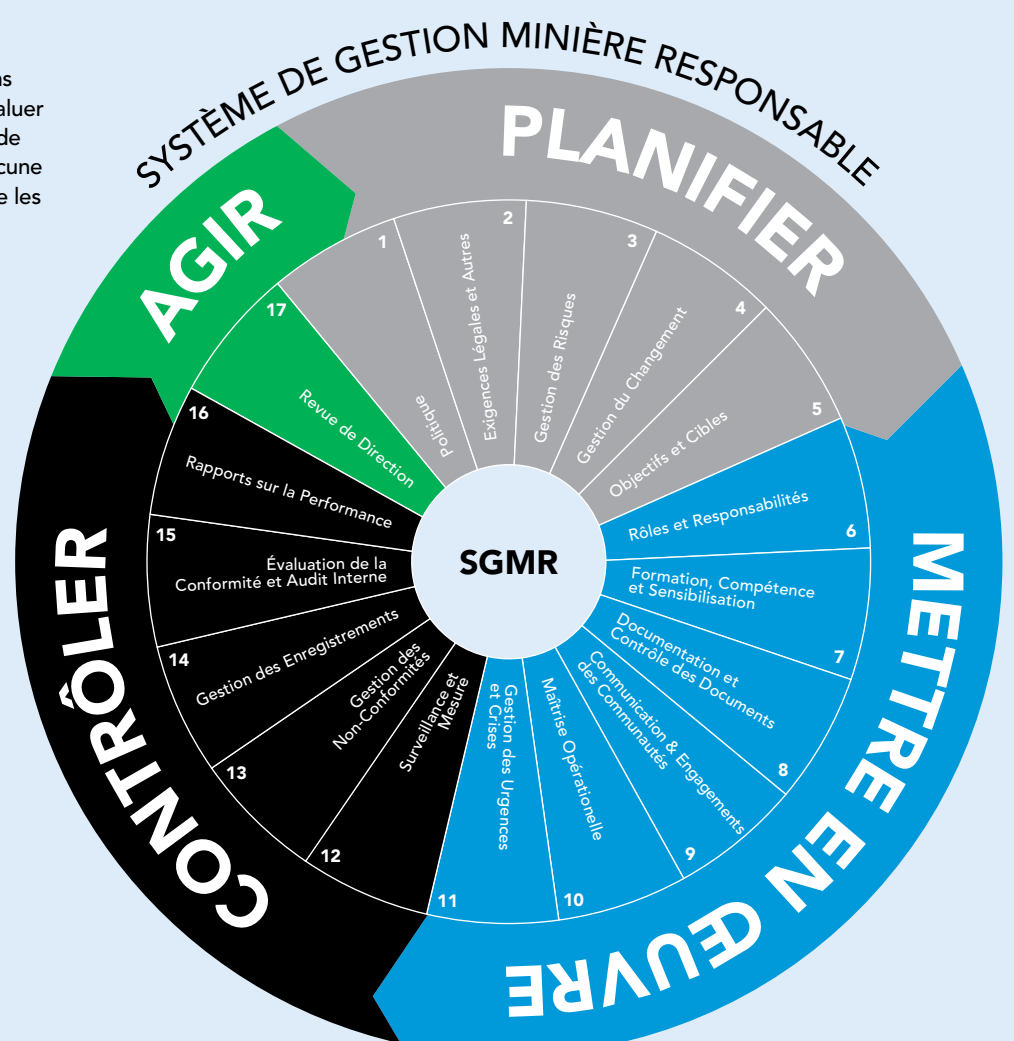 aluer
de
cune
e les
SYSTÈME DE GESTION MINIÈRE RESPONSABLE
PLANIFIER
1
Politique
2
Exigences Légales et Autres
3
Gestion des Risques
4
Gestion du Changement
5
Objectifs et Cibles
METTRE EN ŒUVRE
6
Rôles et Responsabilités
7
Formation, Compétence
et Sensibilisation
8
Documentation et
Contrôle des Documents
9
Communication & Engagements
des Communautés
10
Maîtrise Opérationelle
11
Gestion des Urgences
et Crises
CONTRÔLER
12
Surveillance et
Mesure
13
Gestion des
Non-Conformités
14
Gestion des Enregistrements
15
Évaluation de la
Conformité et Audit Interne
16
Rapports sur la Performance
AGIR
17
Revue de Direction
SGMR